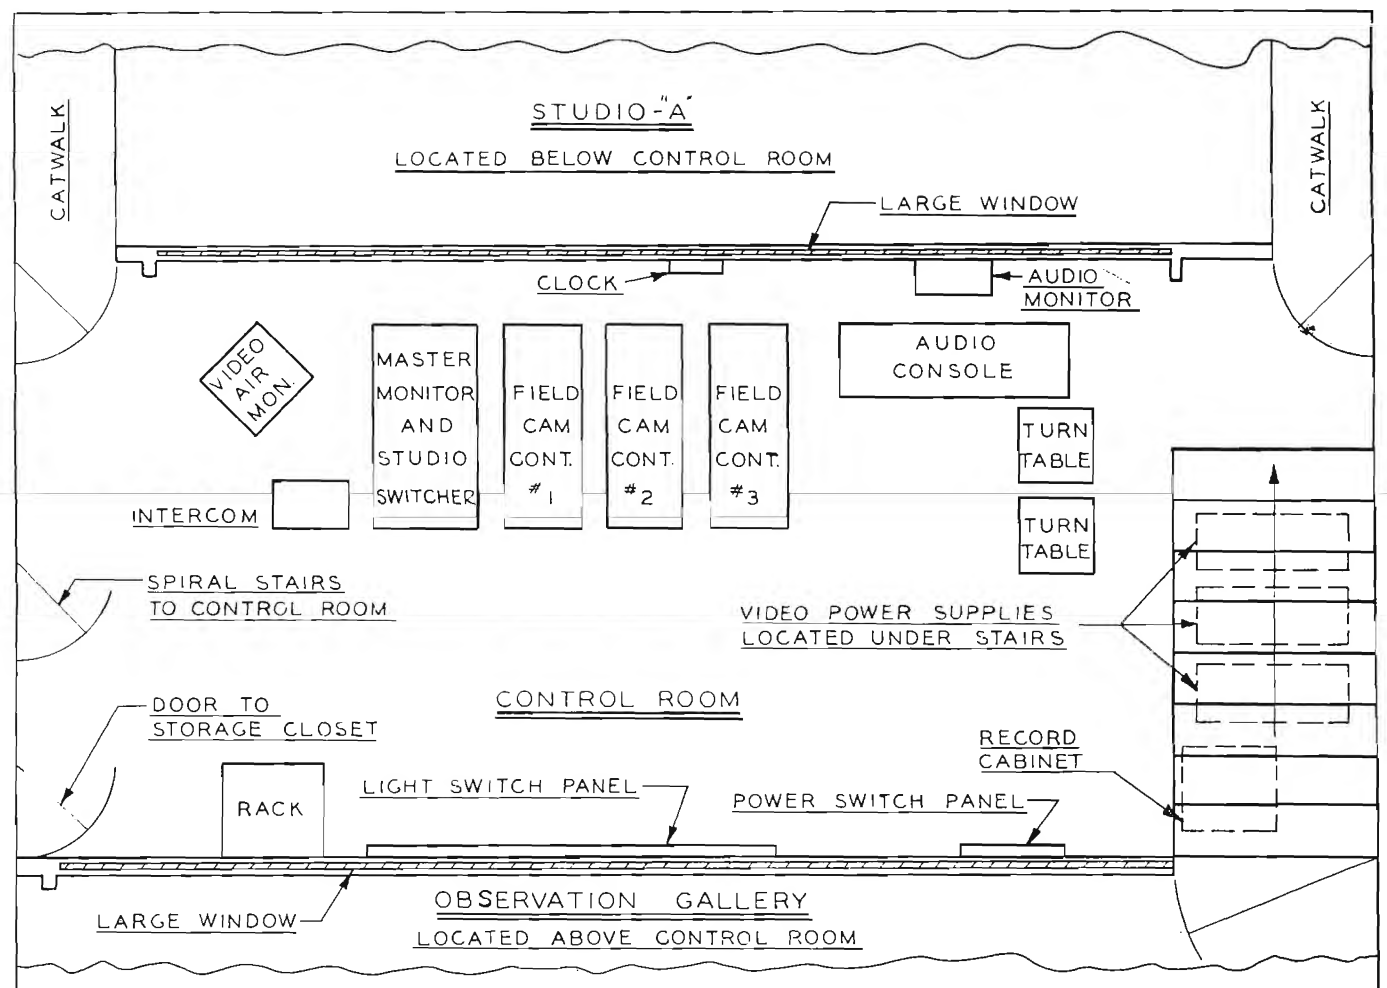 STUDIO-"A"
LOCATED BELOW CONTROL ROOM
CATWALK
CATWALK
LARGE WINDOW
CLOCK
AUDIO
MONITOR
VIDEO
AIR
MON.
MASTER
MONITOR
AND
STUDIO
SWITCHER
FIELD
CAM
CONT.
#1
FIELD
CAM
CONT.
#2
FIELD
CAM
CONT.
#3
AUDIO
CONSOLE
TURN
TABLE
TURN
TABLE
INTERCOM
SPIRAL STAIRS
TO CONTROL ROOM
VIDEO POWER SUPPLIES
LOCATED UNDER STAIRS
DOOR TO
STORAGE CLOSET
CONTROL ROOM
RECORD
CABINET
RACK
LIGHT SWITCH PANEL
POWER SWITCH PANEL
LARGE WINDOW
OBSERVATION GALLERY
LOCATED ABOVE CONTROL ROOM